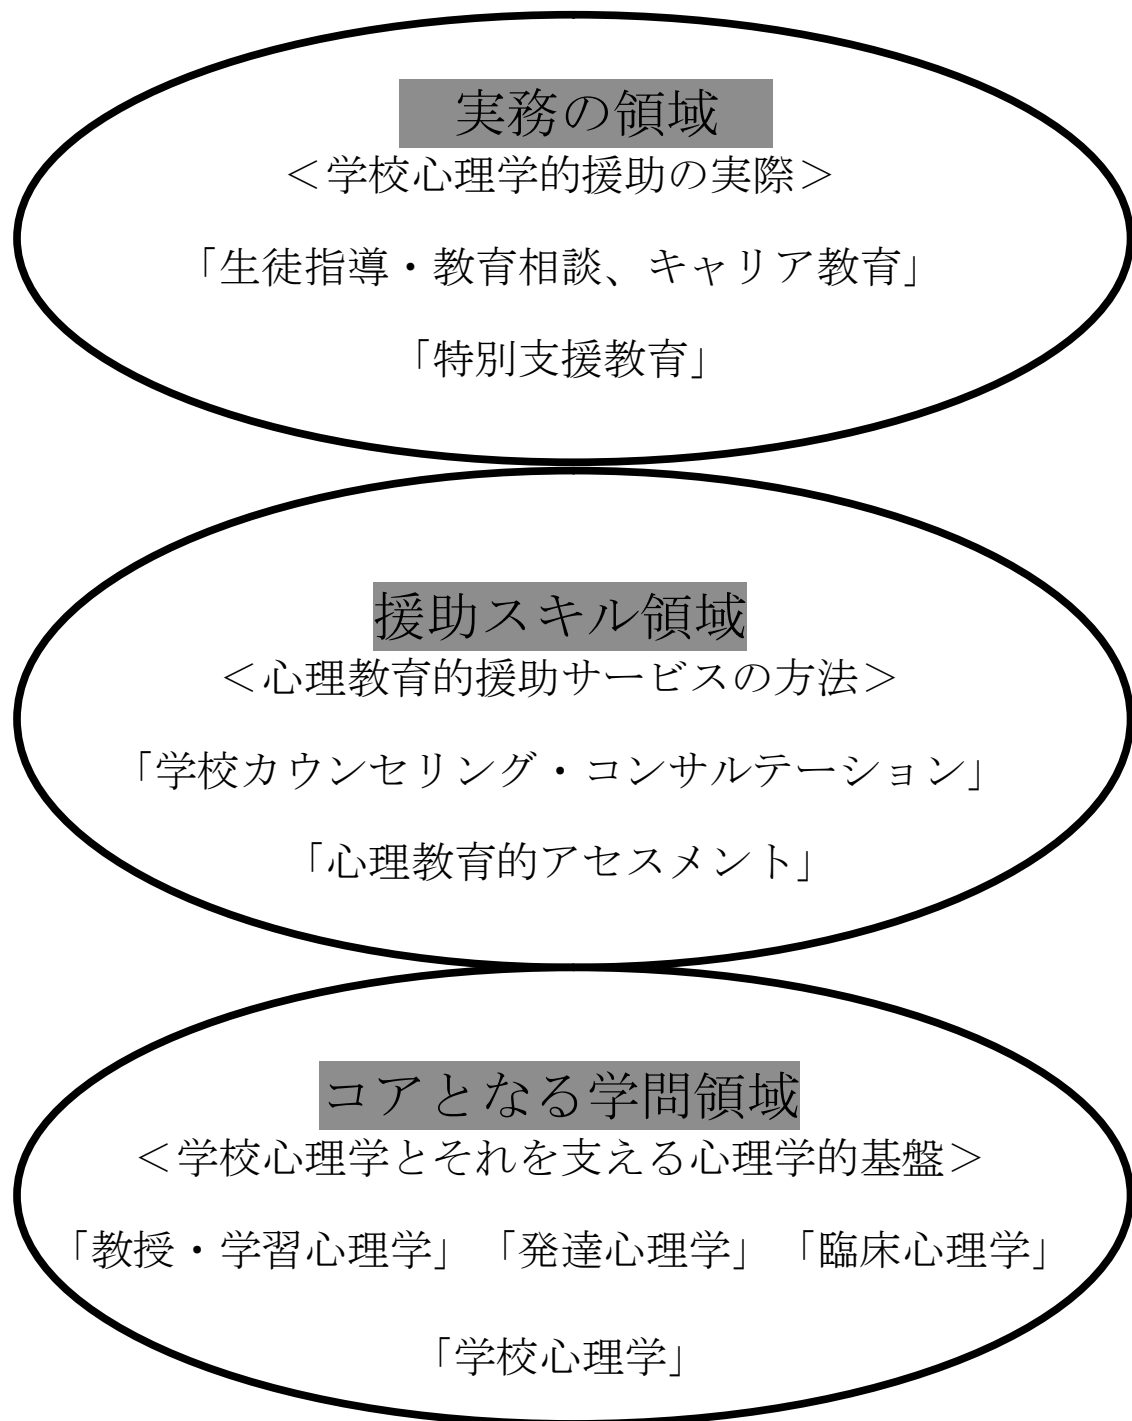 実務の領域
＜学校心理学的援助の実際＞
「生徒指導・教育相談、キャリア教育」
「特別支援教育」
援助スキル領域
＜心理教育的援助サービスの方法＞
「学校カウンセリング・コンサルテーション」
「心理教育的アセスメント」
コアとなる学問領域
＜学校心理学とそれを支える心理学的基盤＞
「教授・学習心理学」「発達心理学」「臨床心理学」
「学校心理学」